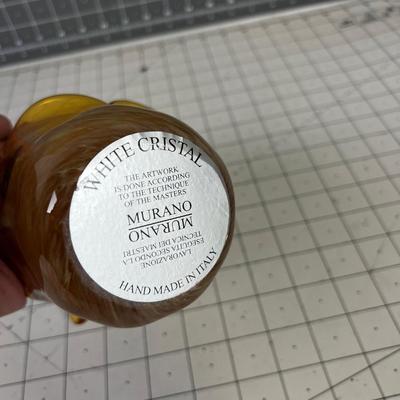 WHITE CRISTAL
THE ARTWORK
IS DONE ACCORDING
TO THE TECHNIQUE
OF THE MASTERS
MURANO
MURANO
LAVORAZIONE
ESEGUITA SECONDO LA
TECNICA DEI MAESTRI
HAND MADE IN ITALY